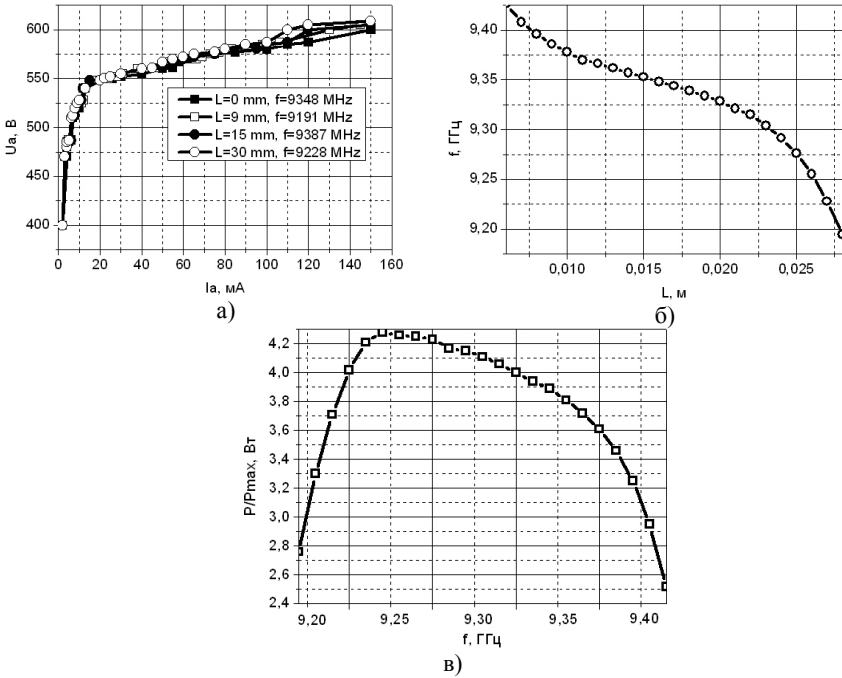 600
550
500
450
400
Ua, В
L=0 mm, f=9348 MHz
L=9 mm, f=9191 MHz
L=15 mm, f=9387 MHz
L=30 mm, f=9228 MHz
0 20 40 60 80 100 120 140 160
Ia, мА
а)
9,40
9,35
9,30
9,25
9,20
f, ГГц
0,010 0,015 0,020 0,025
L, м
б)
4,2
4,0
3,8
3,6
3,4
3,2
3,0
2,8
2,6
2,4
P/Pmax, Вт
9,20 9,25 9,30 9,35 9,40
f, ГГц
в)